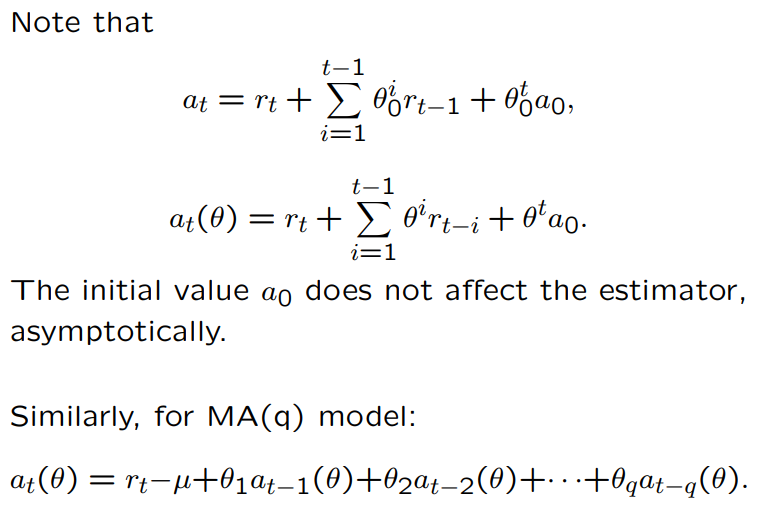 Note that
a_t = r_t + \sum_{i=1}^{t-1} \theta_0^i r_{t-1} + \theta_0^t a_0,
a_t(\theta) = r_t + \sum_{i=1}^{t-1} \theta^i r_{t-i} + \theta^t a_0.
The initial value a_0 does not affect the estimator,
asymptotically.
Similarly, for MA(q) model:
a_t(\theta) = r_t - \mu + \theta_1 a_{t-1}(\theta) + \theta_2 a_{t-2}(\theta) + \cdots + \theta_q a_{t-q}(\theta).